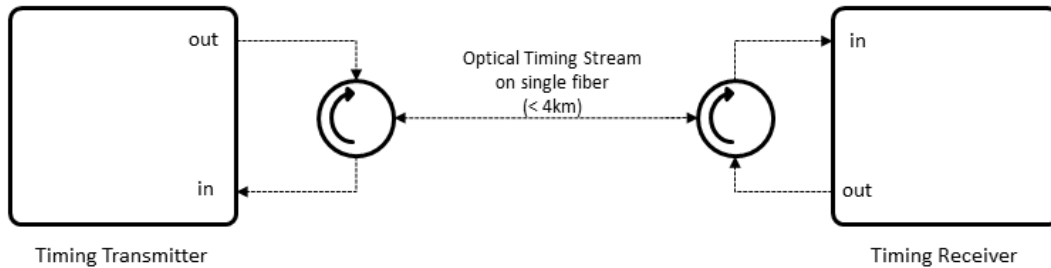 out
in
Timing Transmitter
Optical Timing Stream
on single fiber
(< 4km)
in
out
Timing Receiver